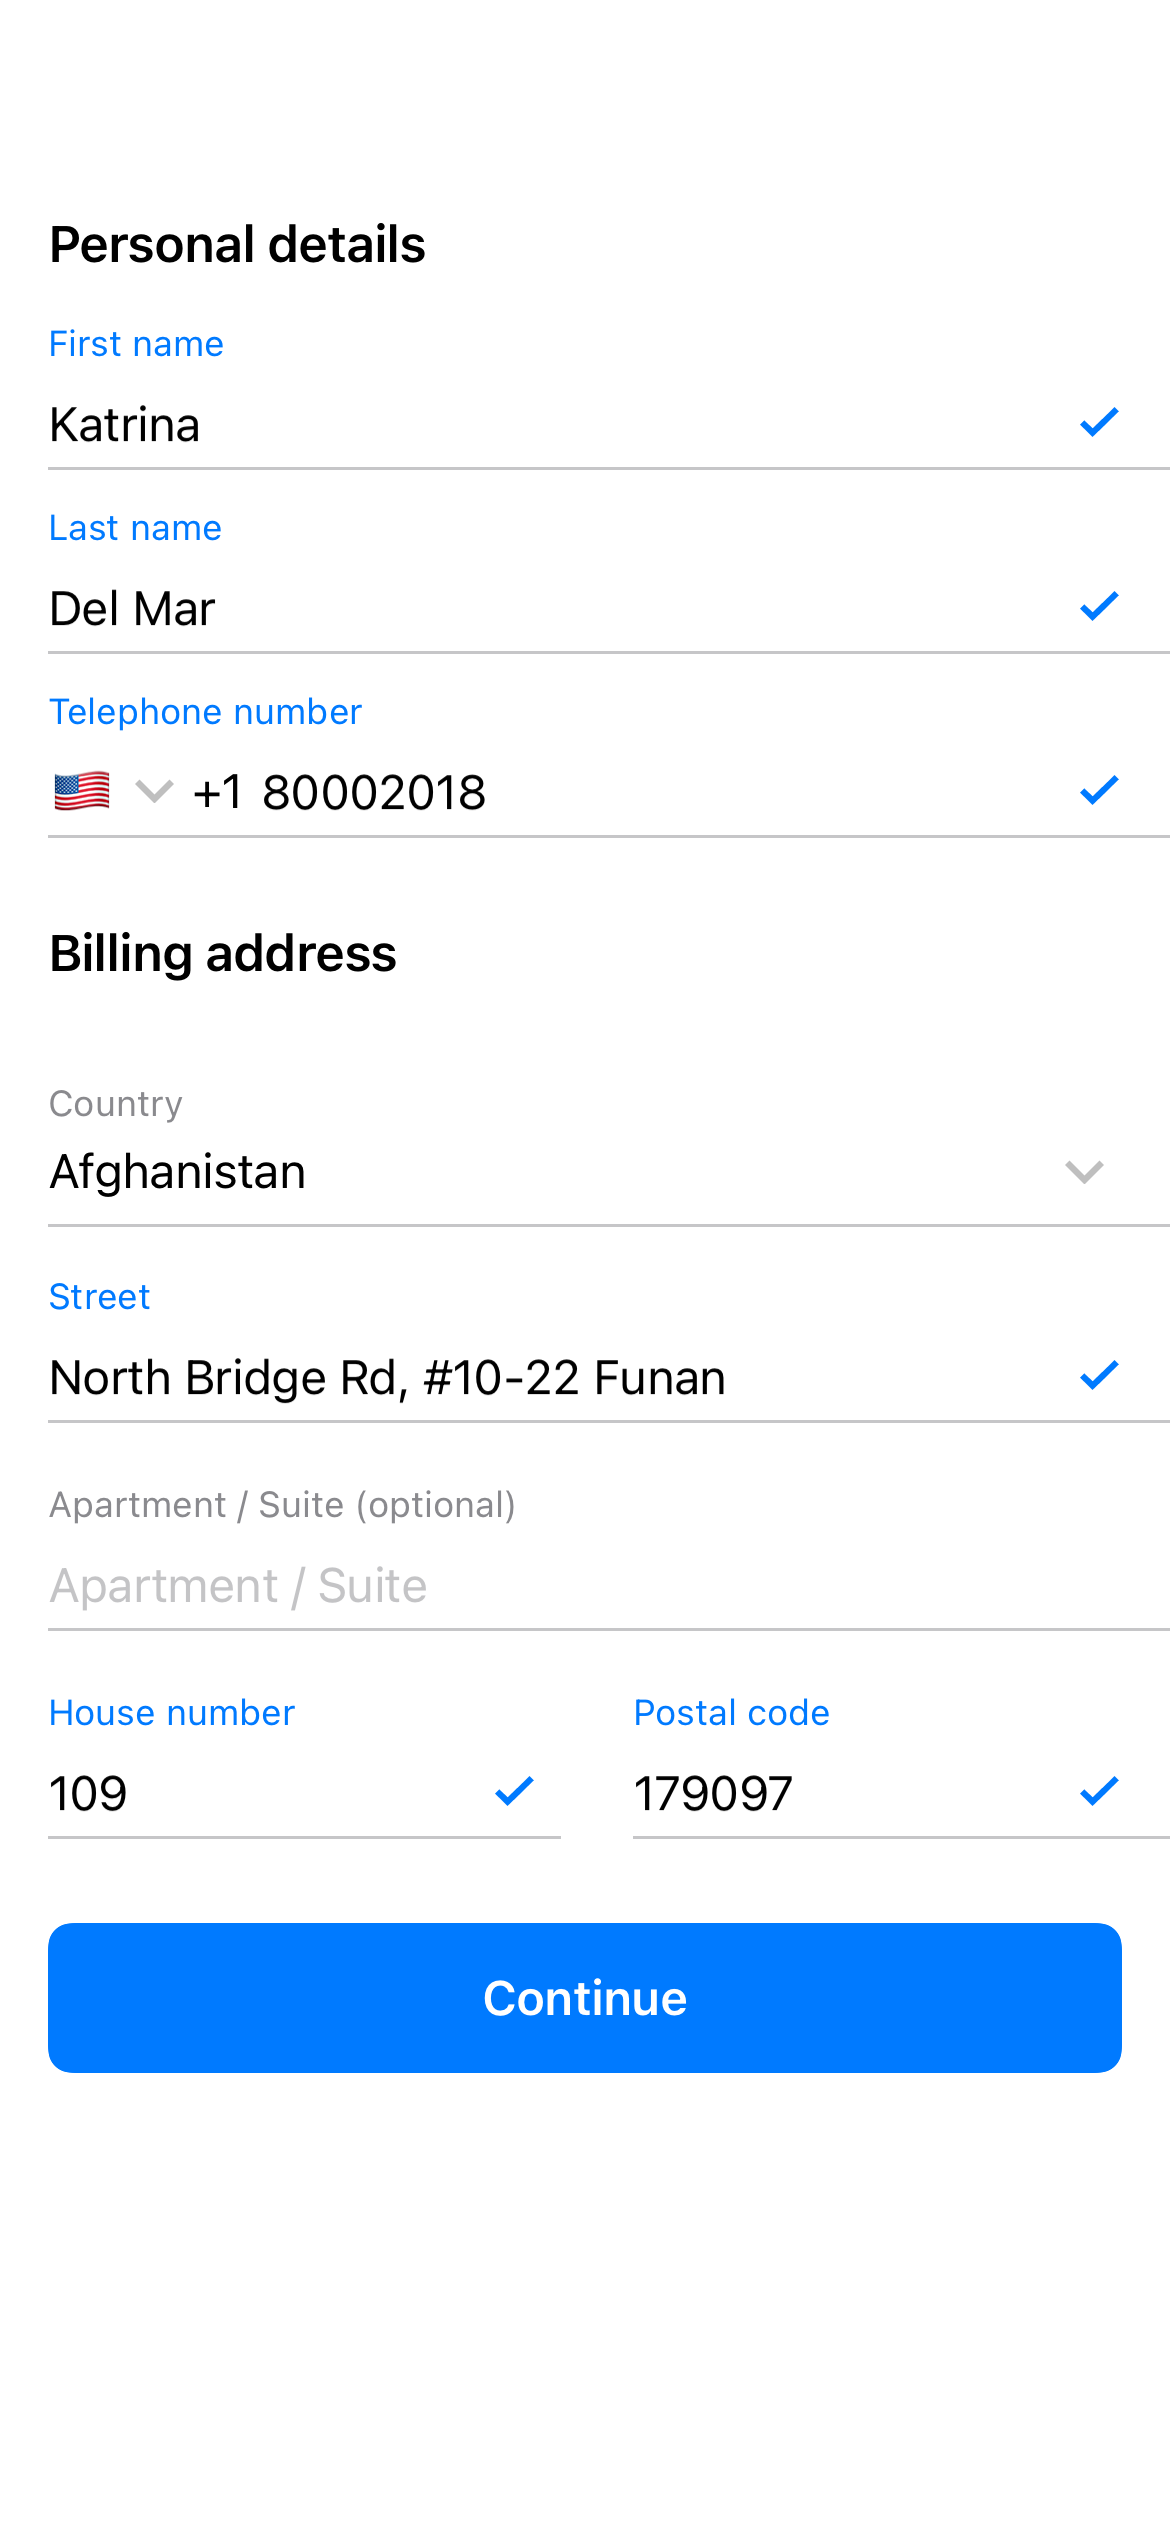 Personal details
First name
Katrina
Last name
Del Mar
Telephone number
+1 80002018
Billing address
Country
Afghanistan
Street
North Bridge Rd, #10-22 Funan
Apartment / Suite (optional)
Apartment / Suite
House number Postal code
109 179097
Continue